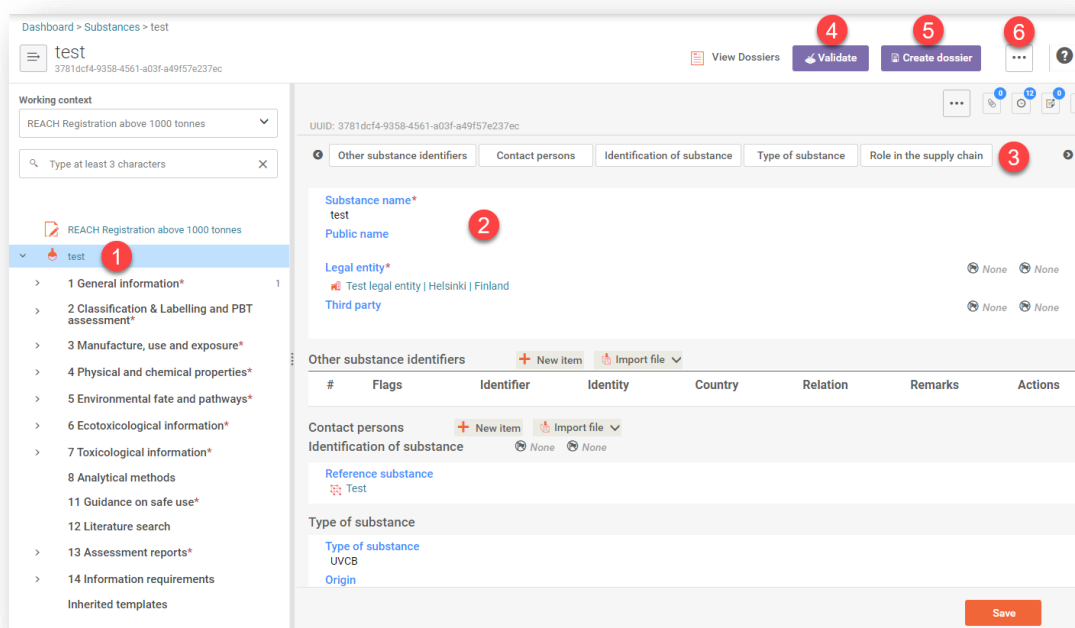 Dashboard > Substances > test
test
3781dcf4-9358-4561-a03f-a49f57e237ec
View Dossiers
Validate
Create dossier
4
5
6
Working context
REACH Registration above 1000 tonnes
Type at least 3 characters
REACH Registration above 1000 tonnes
test
1
1 General information*
1
2 Classification & Labelling and PBT
assessment*
3 Manufacture, use and exposure*
4 Physical and chemical properties*
5 Environmental fate and pathways*
6 Ecotoxicological information*
7 Toxicological information*
8 Analytical methods
11 Guidance on safe use*
12 Literature search
13 Assessment reports*
14 Information requirements
Inherited templates
0
12
0
UUID: 3781dcf4-9358-4561-a03f-a49f57e237ec
Other substance identifiers
Contact persons
Identification of substance
Type of substance
Role in the supply chain
3
Substance name*
test
2
Public name
Legal entity*
None None
Test legal entity | Helsinki | Finland
Third party
None None
Other substance identifiers
New item
Import file
# Flags Identifier Identity Country Relation Remarks Actions
Contact persons
New item
Import file
Identification of substance
None None
Reference substance
Test
Type of substance
Type of substance
UVCB
Origin
Save